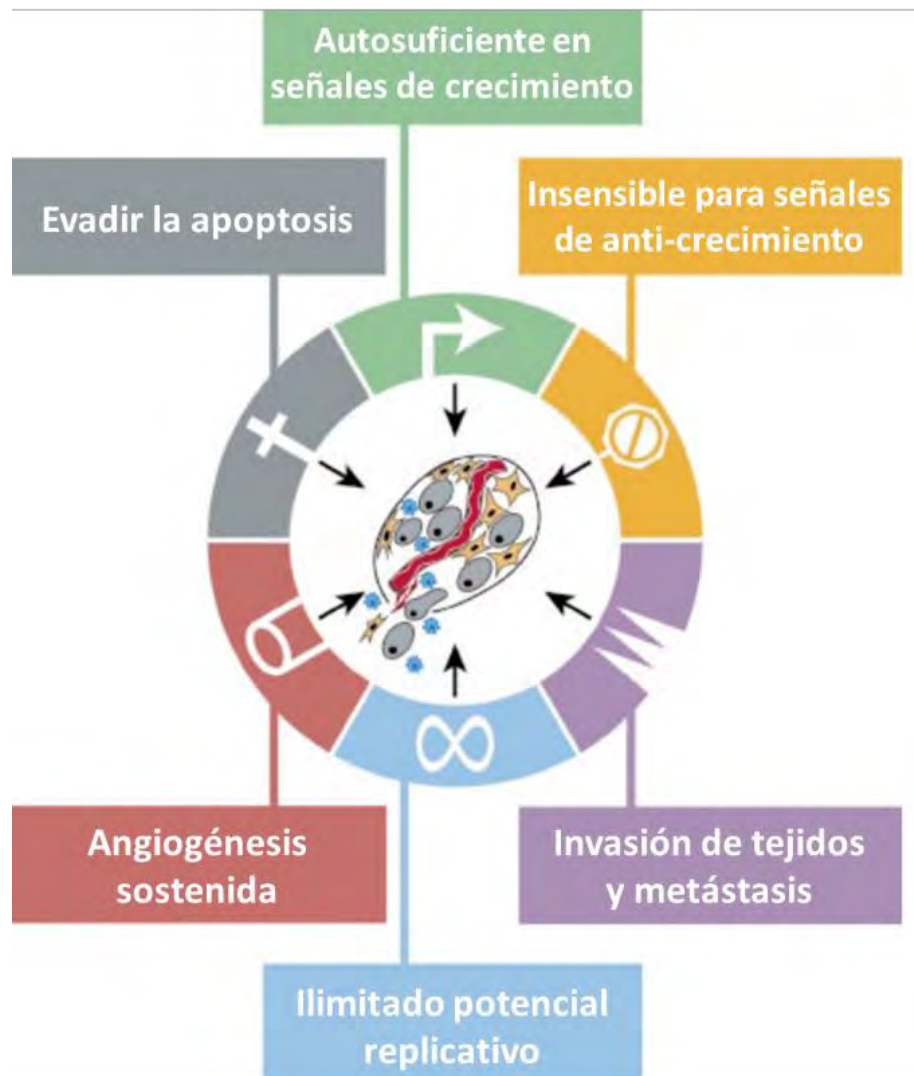 Autosuficiente en
señales de crecimiento
Evadir la apoptosis
Insensible para señales
de anti-crecimiento
Angiogénesis
sostenida
Invasión de tejidos
y metástasis
Ilimitado potencial
replicativo